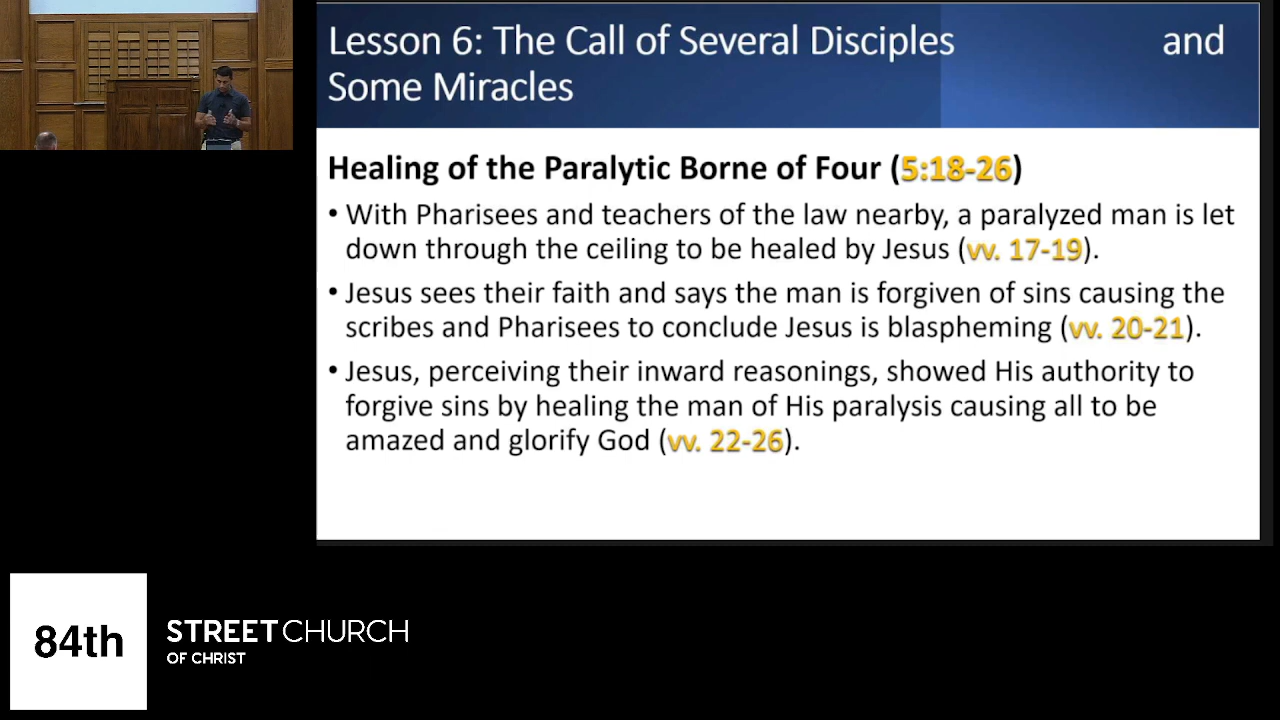 Lesson 6: The Call of Several Disciples and
Some Miracles
Healing of the Paralytic Borne of Four (5:18-26)
• With Pharisees and teachers of the law nearby, a paralyzed man is let
down through the ceiling to be healed by Jesus (vv. 17-19).
• Jesus sees their faith and says the man is forgiven of sins causing the
scribes and Pharisees to conclude Jesus is blaspheming (vv. 20-21).
• Jesus, perceiving their inward reasonings, showed His authority to
forgive sins by healing the man of His paralysis causing all to be
amazed and glorify God (vv. 22-26).
84th
STREET CHURCH
OF CHRIST